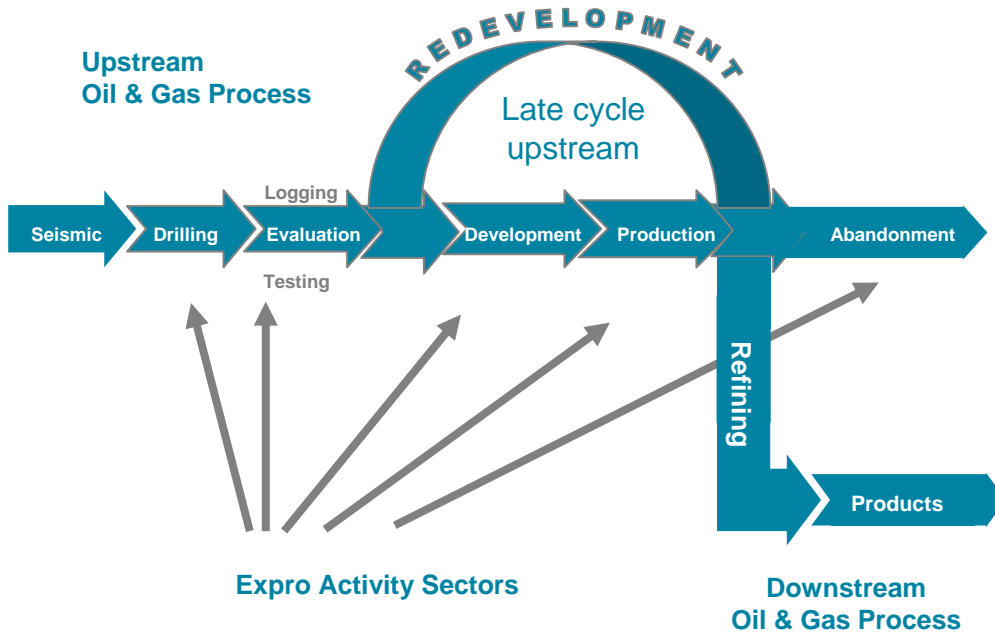 REDEVELOPMENT
Upstream
Oil & Gas Process
Late cycle
upstream
Logging
Seismic
Drilling
Evaluation
Development
Production
Abandonment
Testing
Refining
Products
Expro Activity Sectors
Downstream
Oil & Gas Process